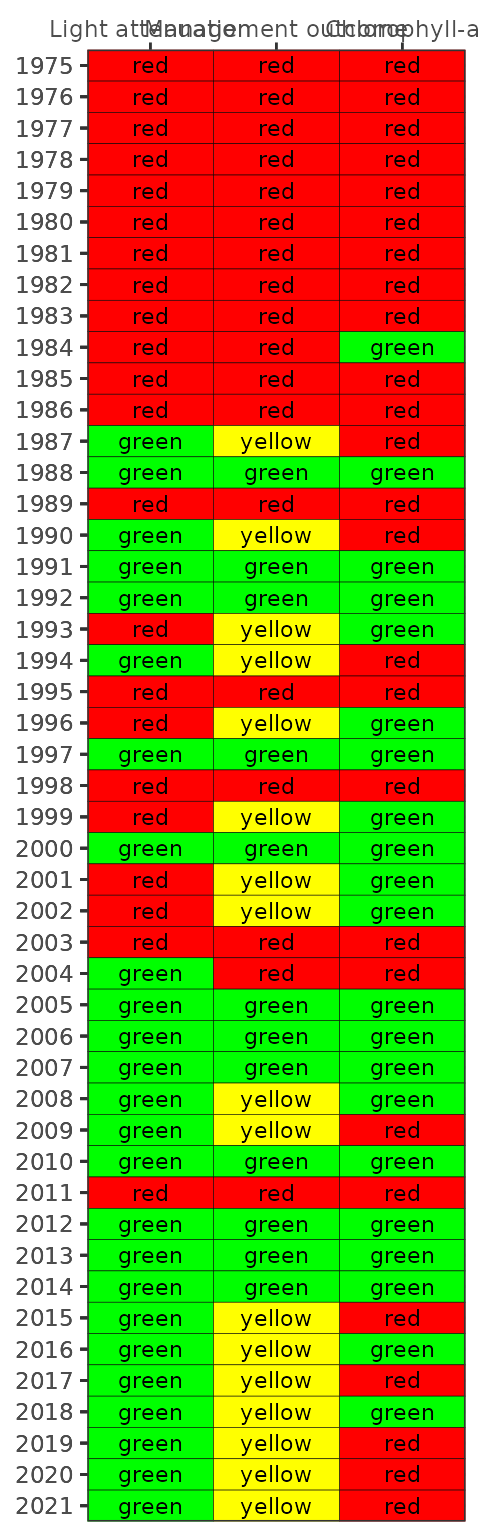 Light attenuation Management outcome Chlorophyll-a
1975 red red red
1976 red red red
1977 red red red
1978 red red red
1979 red red red
1980 red red red
1981 red red red
1982 red red red
1983 red red red
1984 red red green
1985 red red red
1986 red red red
1987 green yellow red
1988 green green green
1989 red red red
1990 green yellow red
1991 green green green
1992 green green green
1993 red yellow green
1994 green yellow red
1995 red red red
1996 red yellow green
1997 green green green
1998 red red red
1999 red yellow green
2000 green green green
2001 red yellow green
2002 red yellow green
2003 red red red
2004 green red red
2005 green green green
2006 green green green
2007 green green green
2008 green yellow green
2009 green yellow red
2010 green green green
2011 red red red
2012 green green green
2013 green green green
2014 green green green
2015 green yellow red
2016 green yellow green
2017 green yellow red
2018 green yellow green
2019 green yellow red
2020 green yellow red
2021 green yellow red